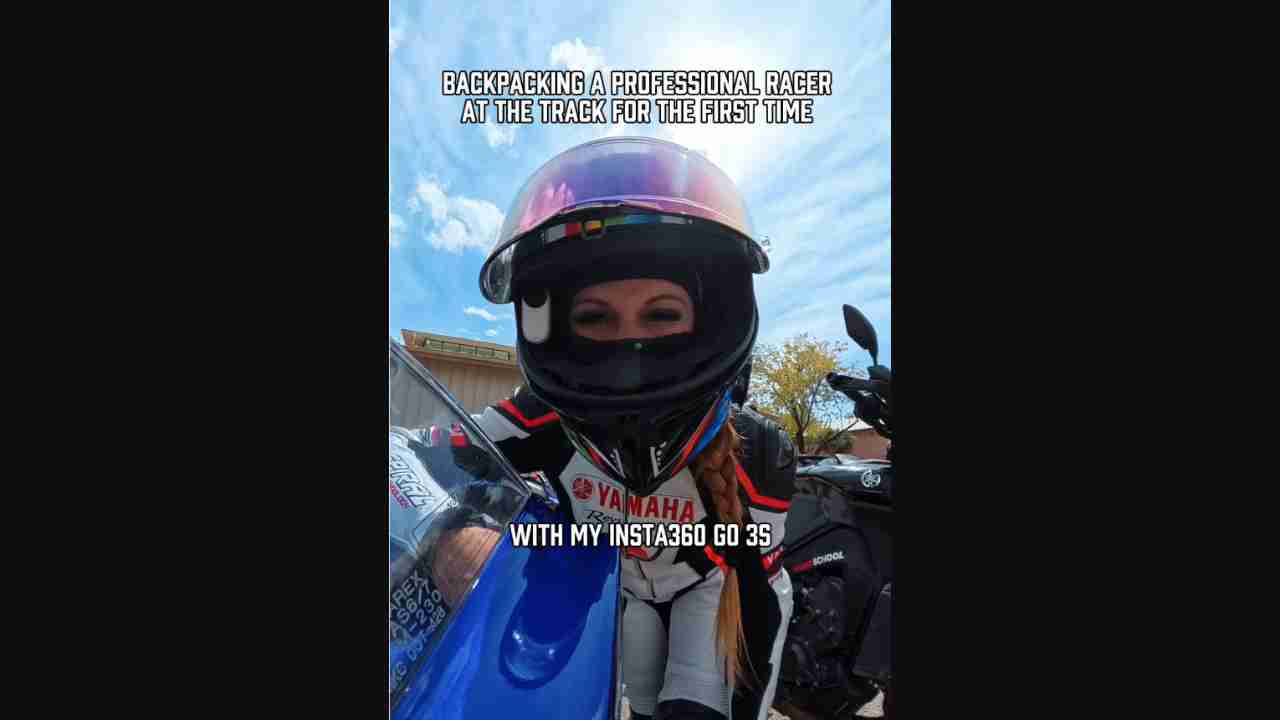 BACKPACKING A PROFESSIONAL RACER
AT THE TRACK FOR THE FIRST TIME
YAMAHA
WITH MY INSTA360 GO 3S
SCHOOL